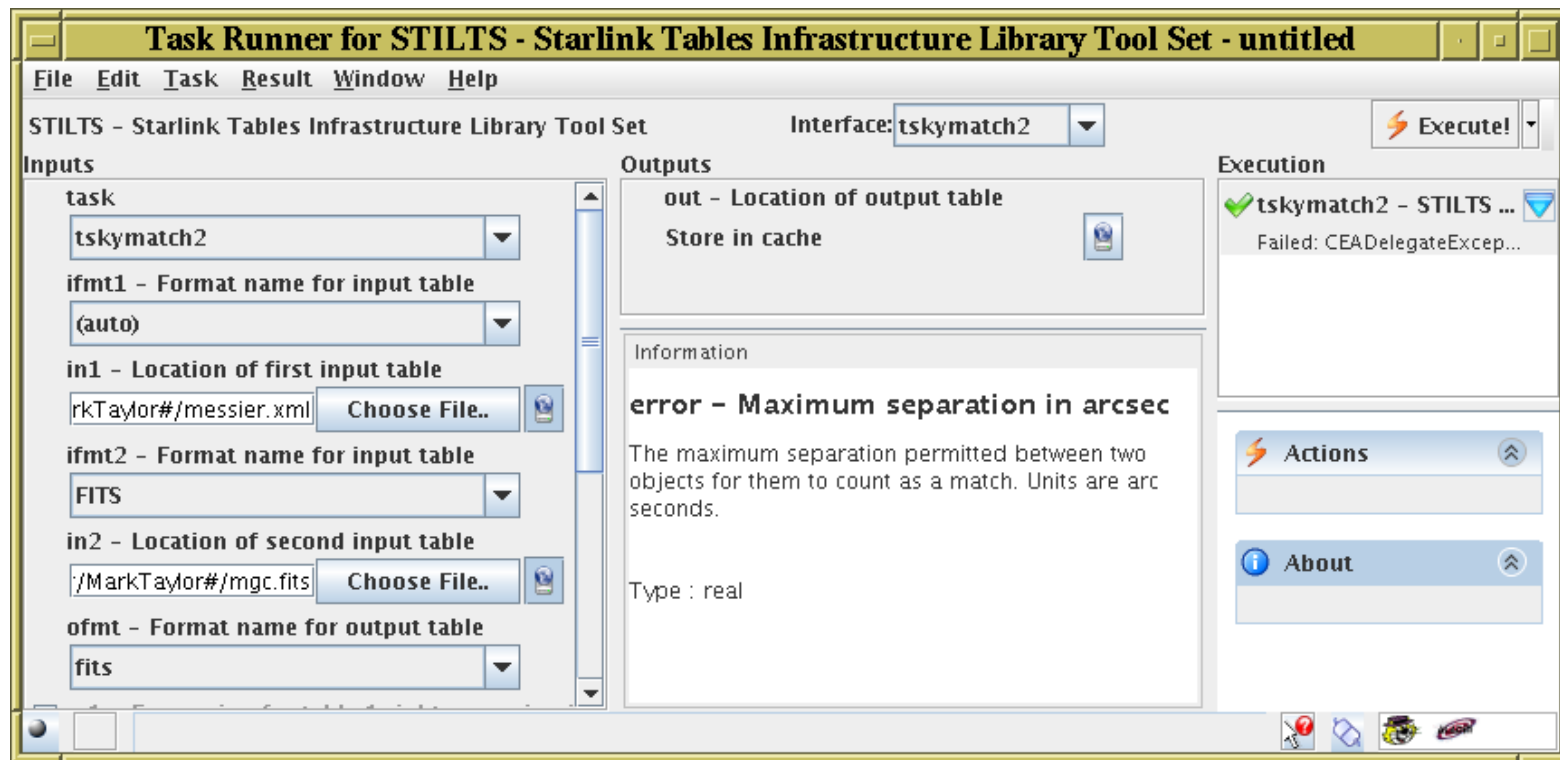 Task Runner for STILTS - Starlink Tables Infrastructure Library Tool Set - untitled
File Edit Task Result Window Help
STILTS – Starlink Tables Infrastructure Library Tool Set
Interface: tskymatch2
Execute!
Inputs
task
tskymatch2
ifmt1 – Format name for input table
(auto)
in1 – Location of first input table
rkTaylor#/messier.xml Choose File..
ifmt2 – Format name for input table
FITS
in2 – Location of second input table
/MarkTaylor#/mgc.fits Choose File..
ofmt – Format name for output table
fits
Outputs
out – Location of output table
Store in cache
Information
error – Maximum separation in arcsec
The maximum separation permitted between two
objects for them to count as a match. Units are arc
seconds.
Type : real
Execution
tskymatch2 – STILTS ...
Failed: CEADelegateExcep...
Actions
About